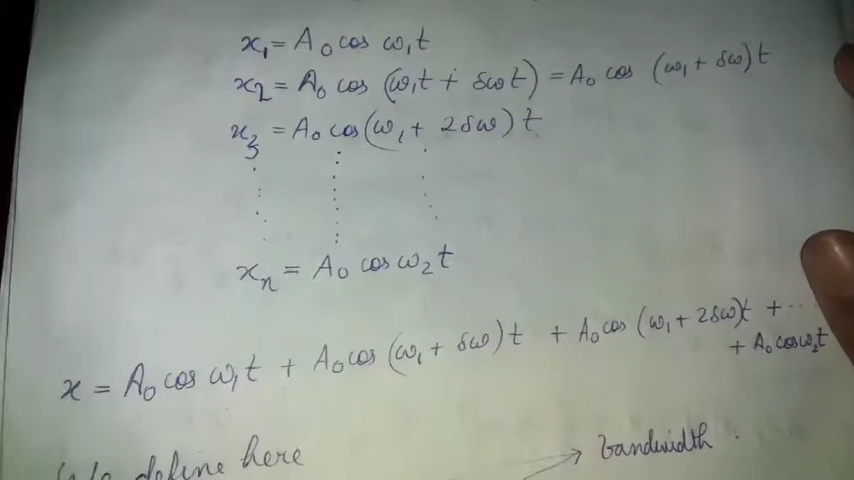 x₁ = A₀ cos ω₁t
x₂ = A₀ cos (ω₁t + δωt) = A₀ cos (ω₁ + δω)t
x₃ = A₀ cos (ω₁ + 2δω)t
xₙ = A₀ cos ω₂t
x = A₀ cos ω₁t + A₀ cos (ω₁ + δω)t + A₀ cos (ω₁ + 2δω)t + ...
+ A₀ cos ω₂t
We define here → bandwidth.